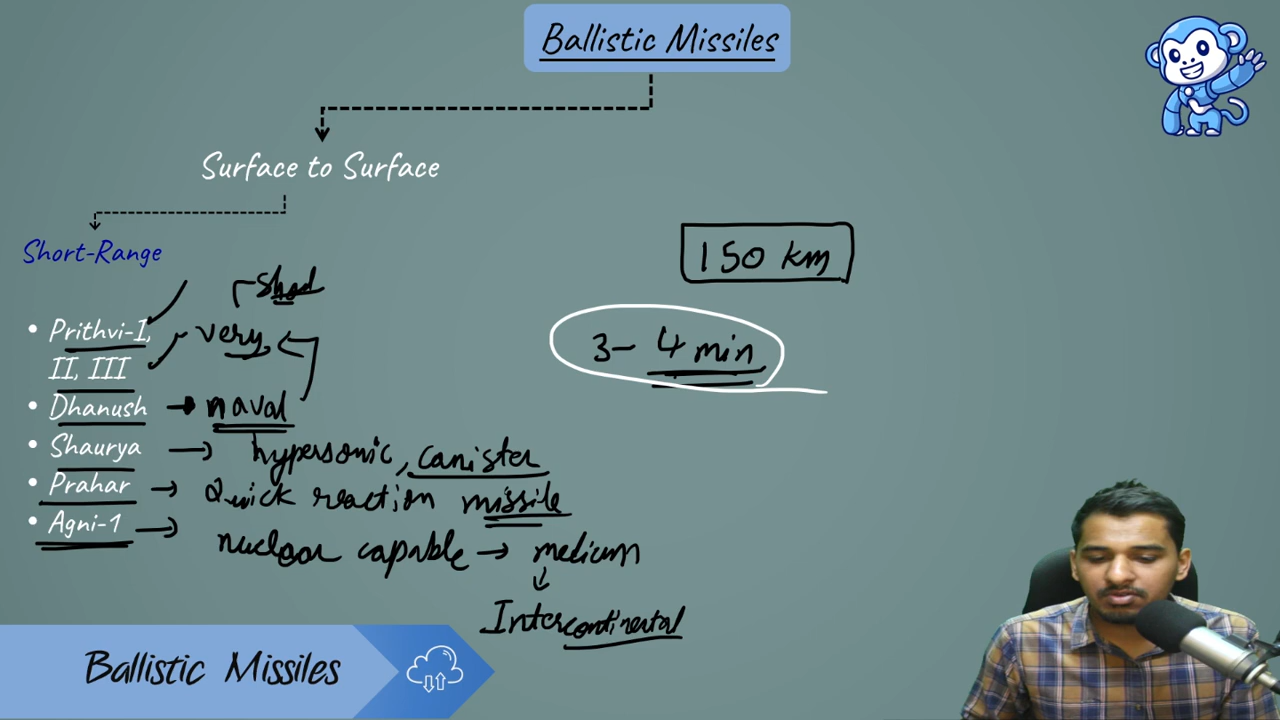 Ballistic Missiles
Surface to Surface
Short-Range
150 km
• Prithvi-I, very
II, III
3- 4 min
• Dhanush → naval
• Shaurya → hypersonic, canister
• Prahar → Quick reaction missile
• Agni-1 → nuclear capable → medium
↓
Intercontinental
Ballistic Missiles